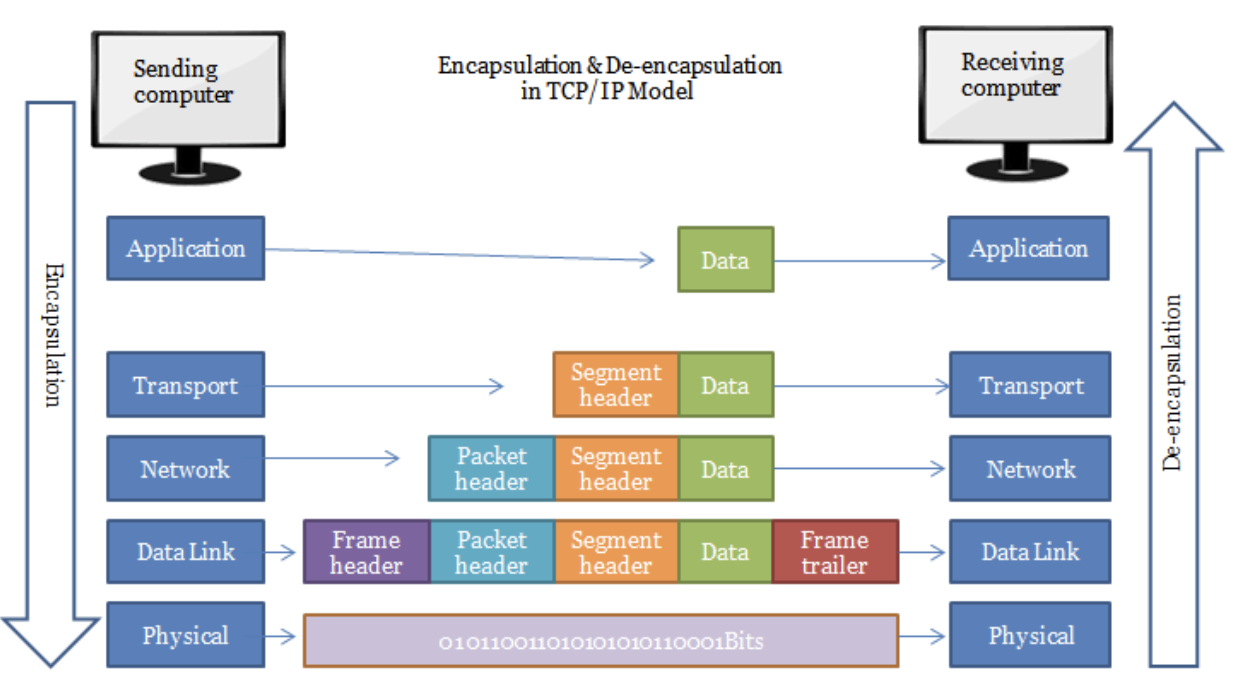 Sending
computer
Encapsulation & De-encapsulation
in TCP/IP Model
Receiving
computer
Encapsulation
De-encapsulation
Application
Data
Application
Transport
Segment
header
Data
Transport
Network
Packet
header
Segment
header
Data
Network
Data Link
Frame
header
Packet
header
Segment
header
Data
Frame
trailer
Data Link
Physical
010110011010101010110001Bits
Physical